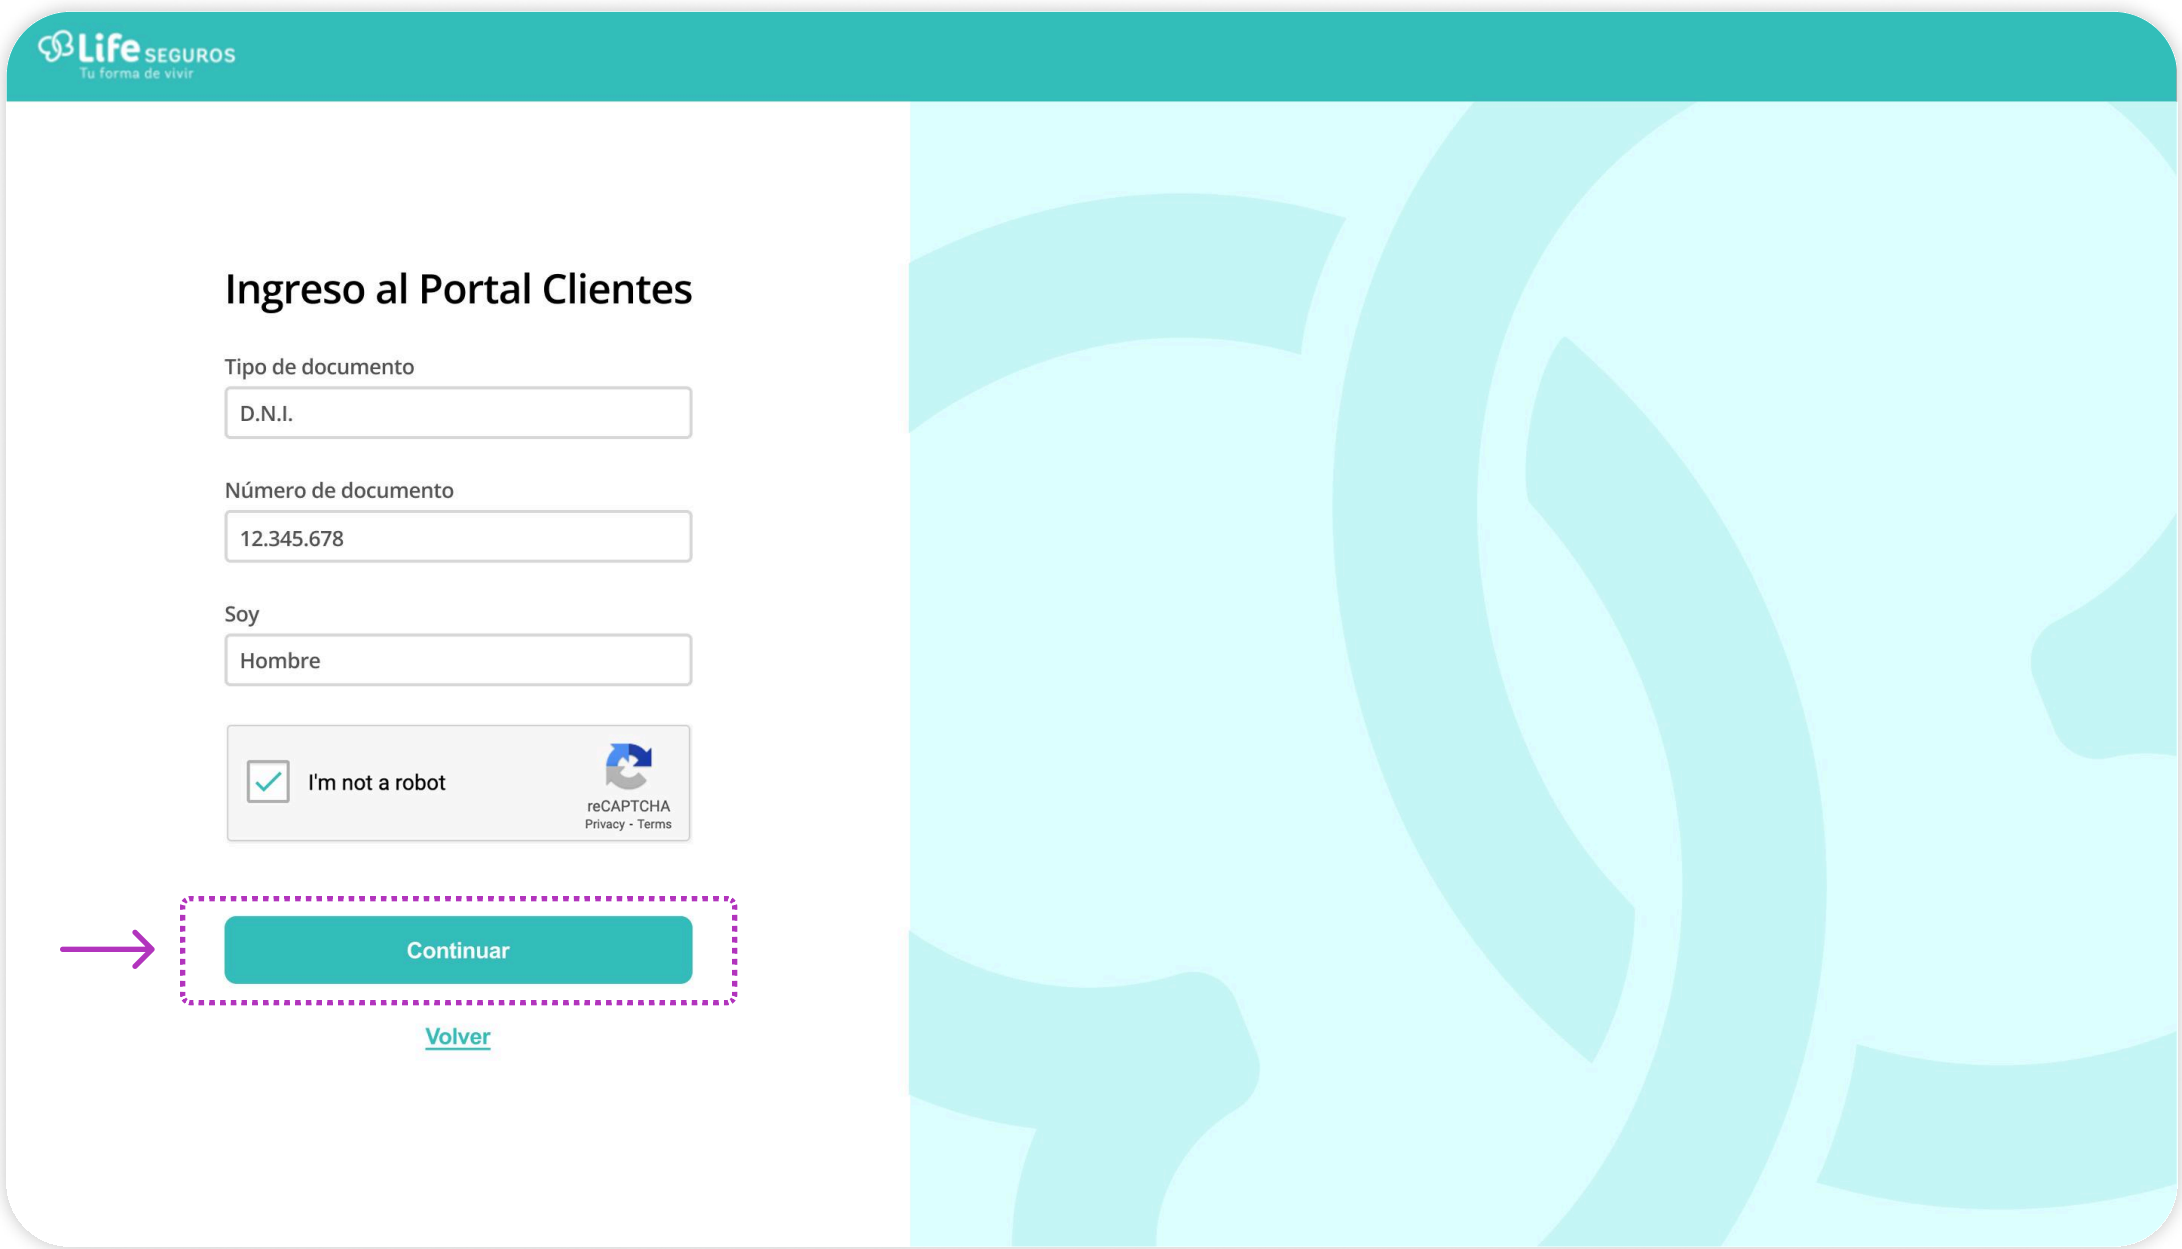 Life SEGUROS
Tu forma de vivir
Ingreso al Portal Clientes
Tipo de documento
D.N.I.
Número de documento
12.345.678
Soy
Hombre
I'm not a robot
reCAPTCHA
Privacy - Terms
Continuar
Volver